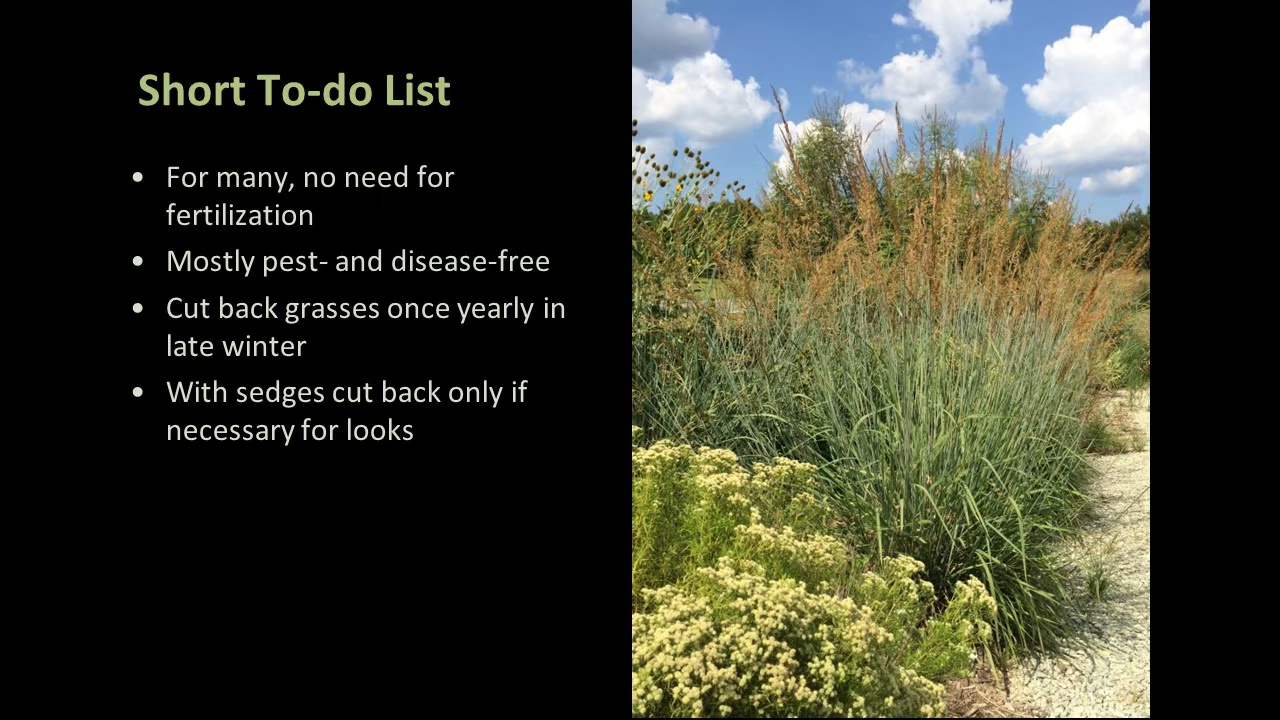 Short To-do List
• For many, no need for
fertilization
• Mostly pest- and disease-free
• Cut back grasses once yearly in
late winter
• With sedges cut back only if
necessary for looks